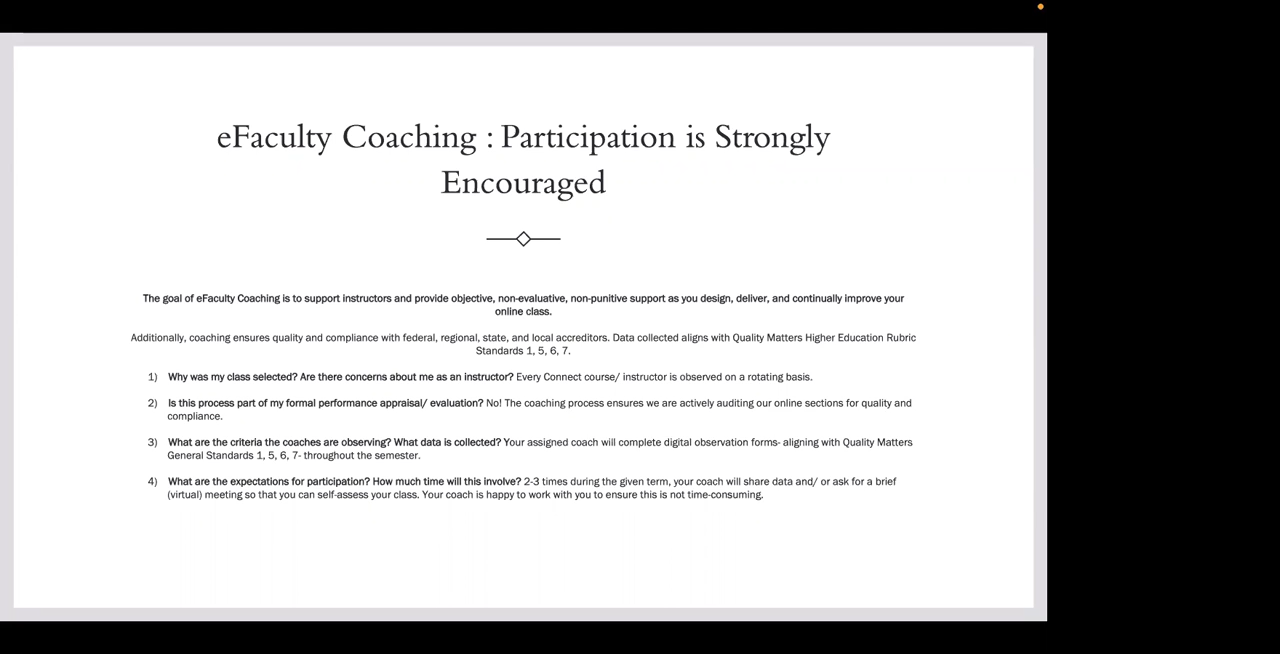 eFaculty Coaching : Participation is Strongly
Encouraged
The goal of eFaculty Coaching is to support instructors and provide objective, non-evaluative, non-punitive support as you design, deliver, and continually improve your
online class.
Additionally, coaching ensures quality and compliance with federal, regional, state, and local accreditors. Data collected aligns with Quality Matters Higher Education Rubric
Standards 1, 5, 6, 7.
1) Why was my class selected? Are there concerns about me as an instructor? Every Connect course/ instructor is observed on a rotating basis.
2) Is this process part of my formal performance appraisal/ evaluation? No! The coaching process ensures we are actively auditing our online sections for quality and
compliance.
3) What are the criteria the coaches are observing? What data is collected? Your assigned coach will complete digital observation forms- aligning with Quality Matters
General Standards 1, 5, 6, 7- throughout the semester.
4) What are the expectations for participation? How much time will this involve? 2-3 times during the given term, your coach will share data and/ or ask for a brief
(virtual) meeting so that you can self-assess your class. Your coach is happy to work with you to ensure this is not time-consuming.